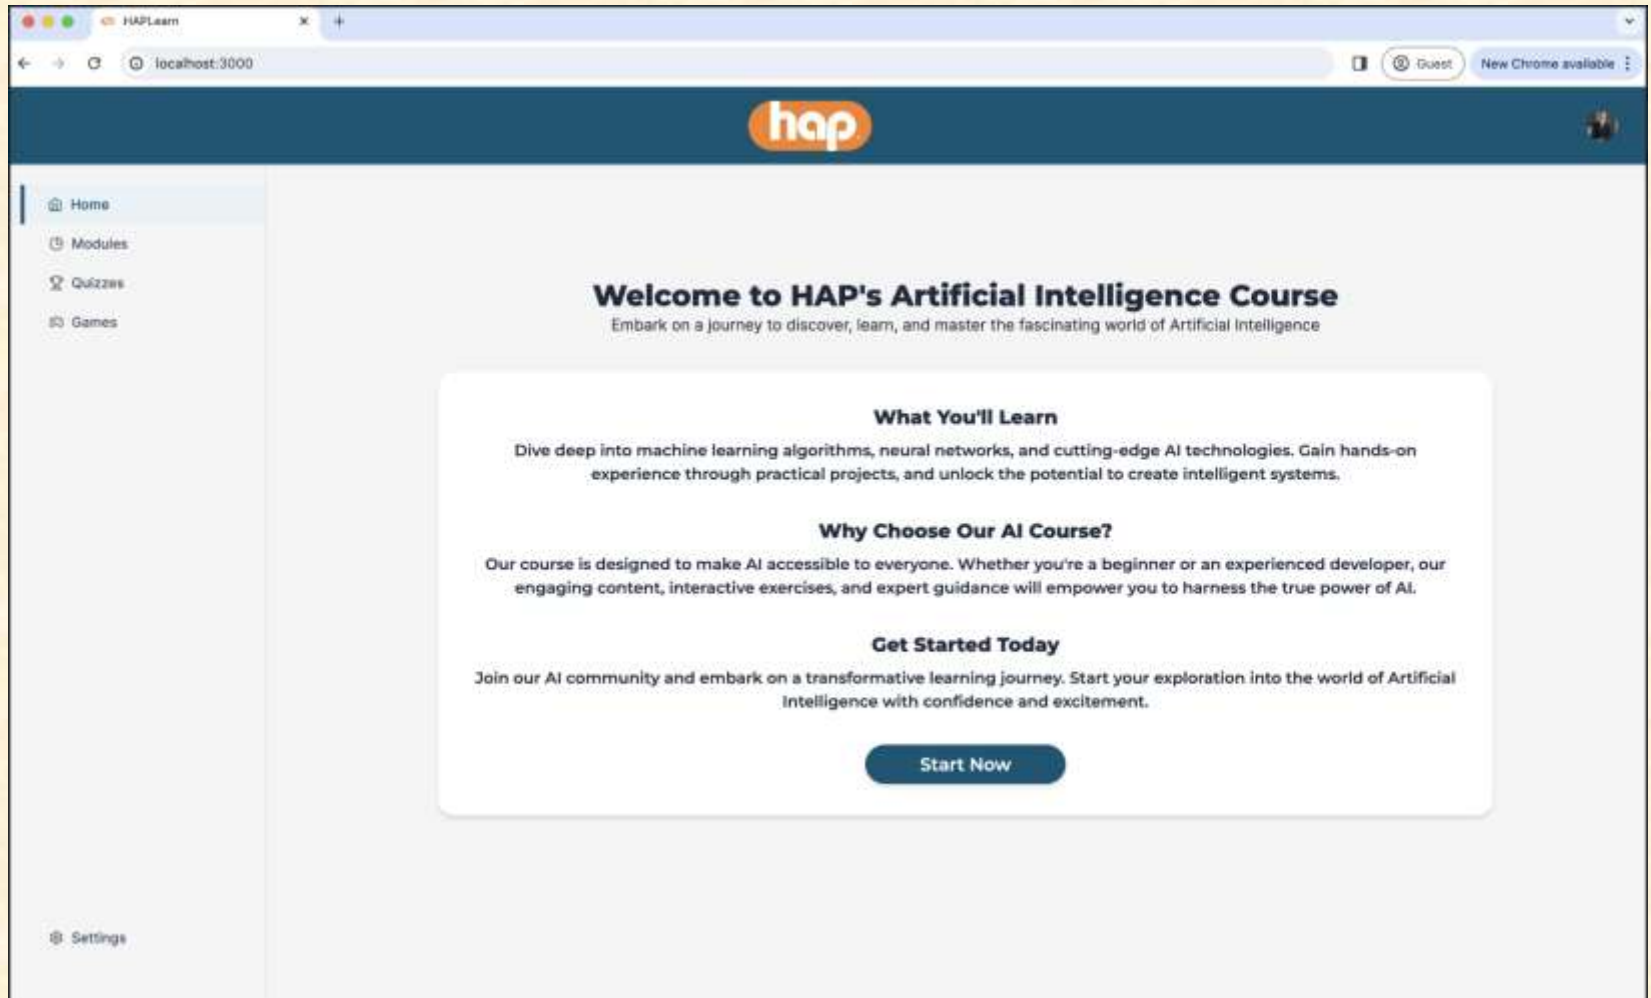 HAPLearn
localhost:3000
Guest
New Chrome available
hap
Home
Modules
Quizzes
Games
Settings
Welcome to HAP's Artificial Intelligence Course
Embark on a journey to discover, learn, and master the fascinating world of Artificial Intelligence
What You'll Learn
Dive deep into machine learning algorithms, neural networks, and cutting-edge AI technologies. Gain hands-on
experience through practical projects, and unlock the potential to create intelligent systems.
Why Choose Our AI Course?
Our course is designed to make AI accessible to everyone. Whether you're a beginner or an experienced developer, our
engaging content, interactive exercises, and expert guidance will empower you to harness the true power of AI.
Get Started Today
Join our AI community and embark on a transformative learning journey. Start your exploration into the world of Artificial
Intelligence with confidence and excitement.
Start Now